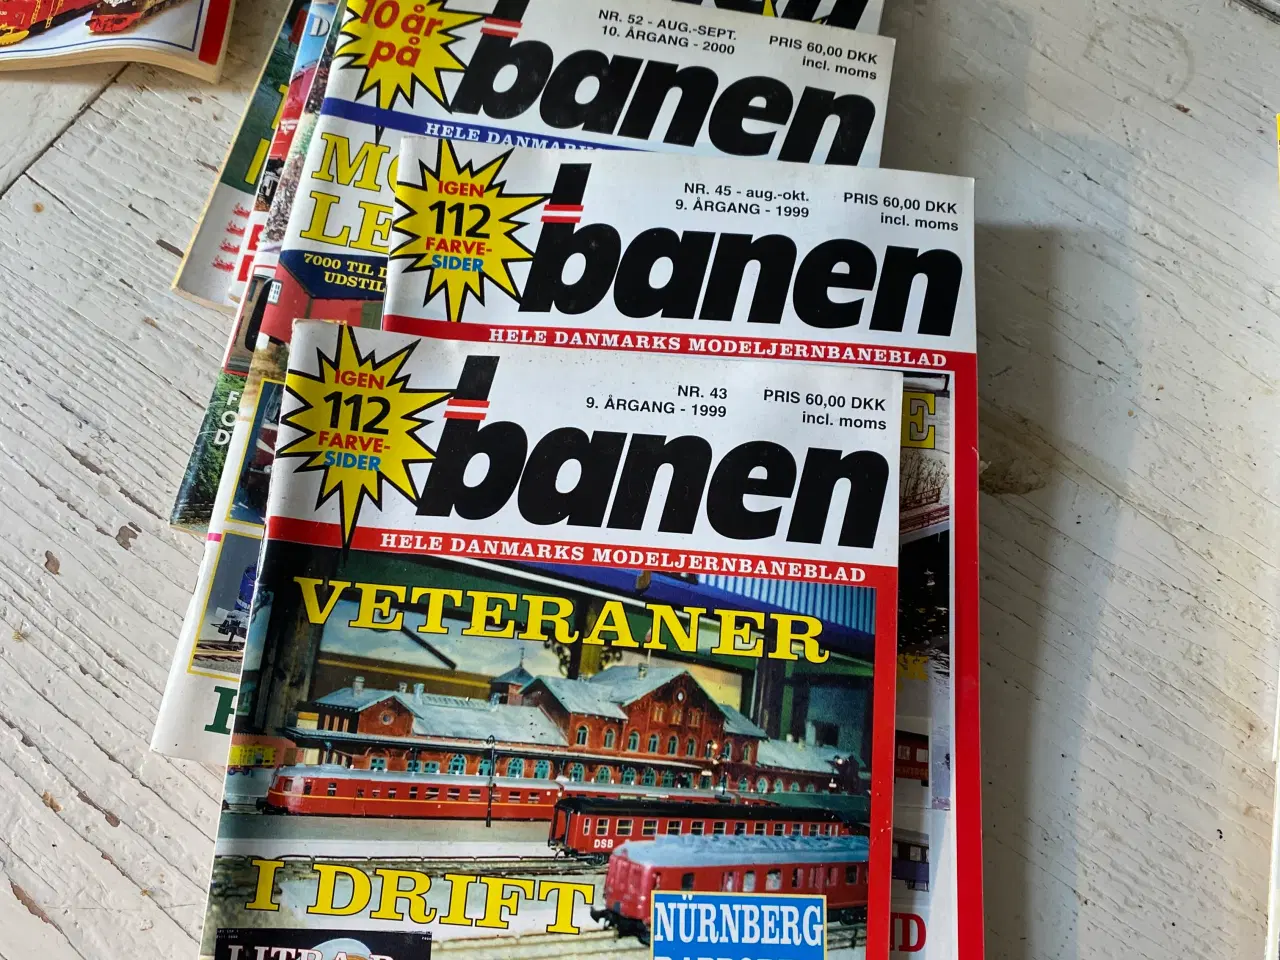 10 år
på
banen
NR. 52 - AUG.-SEPT.
10. ÅRGANG - 2000
PRIS 60,00 DKK
incl. moms
HELE DANMARKS
7000 TIL
IGEN
112
FARVE-
SIDER
banen
NR. 45 - aug.-okt.
9. ÅRGANG - 1999
PRIS 60,00 DKK
incl. moms
HELE DANMARKS MODELJERNBANEBLAD
IGEN
112
FARVE-
SIDER
banen
NR. 43
9. ÅRGANG - 1999
PRIS 60,00 DKK
incl. moms
HELE DANMARKS MODELJERNBANEBLAD
VETERANER
DSB
I DRIFT
NÜRNBERG